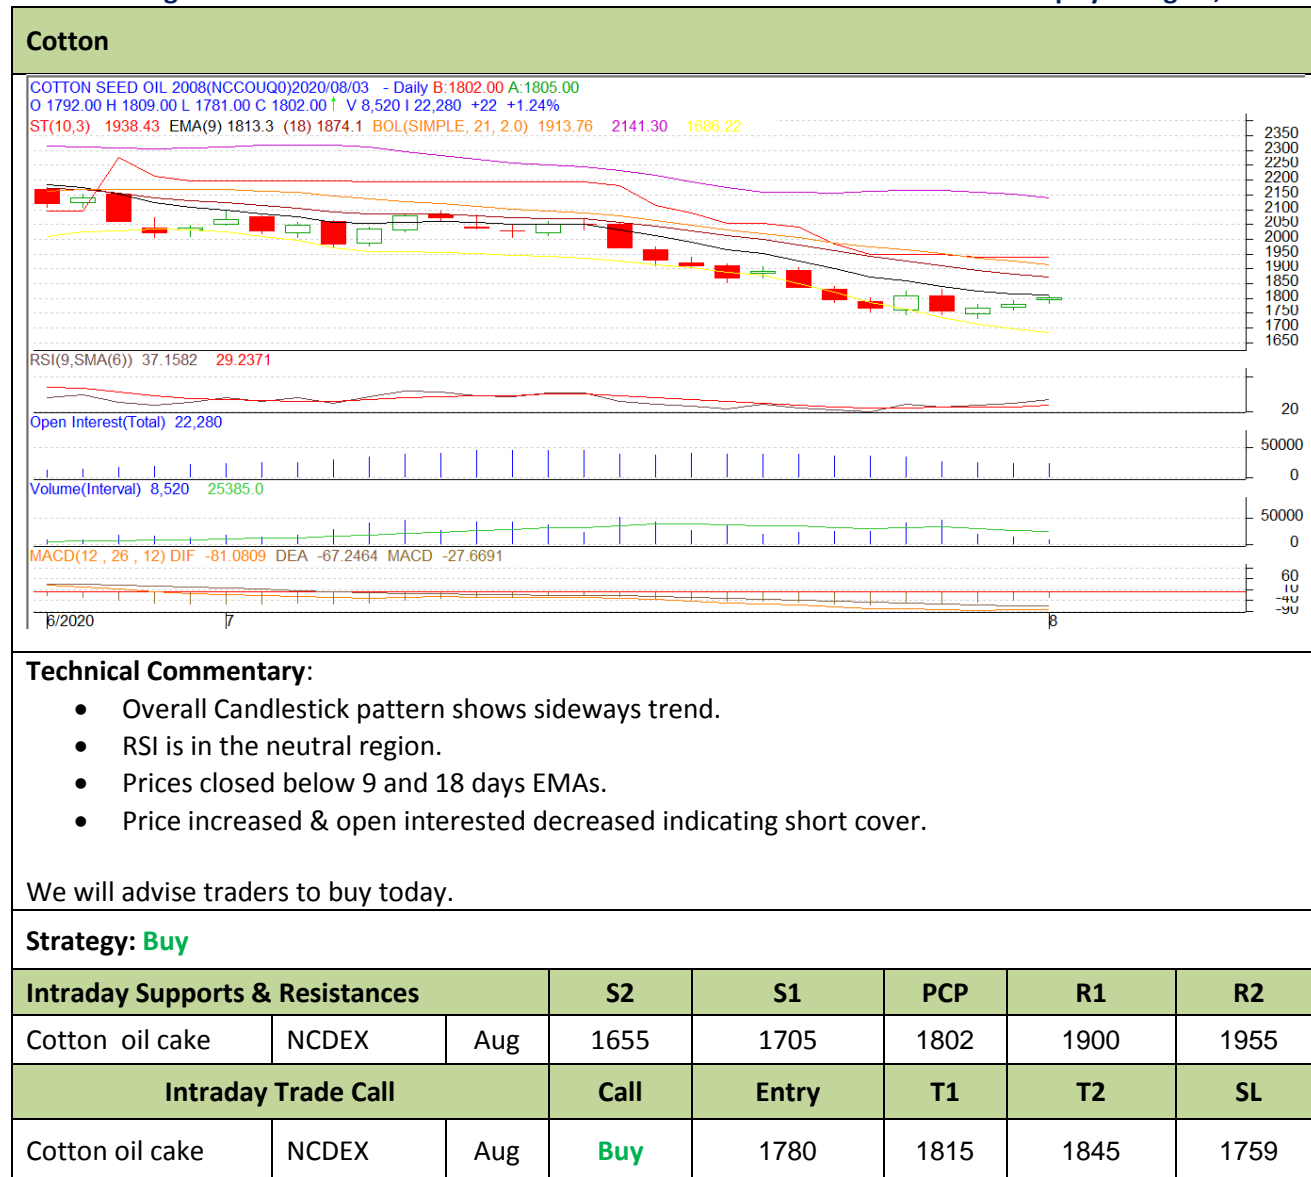 Cotton
COTTON SEED OIL 2008(NCCOUQ0)2020/08/03 - Daily B:1802.00 A:1805.00
O 1792.00 H 1809.00 L 1781.00 C 1802.00↑ V 8,520 I 22,280 +22 +1.24%
ST(10,3) 1938.43 EMA(9) 1813.3 (18) 1874.1 BOL(SIMPLE, 21, 2.0) 1913.76 2141.30 1686.22
2350
2300
2250
2200
2150
2100
2050
2000
1950
1900
1850
1800
1750
1700
1650
RSI(9,SMA(6)) 37.1582 29.2371
20
Open Interest(Total) 22,280
50000
0
Volume(Interval) 8,520 25385.0
50000
0
MACD(12 , 26 , 12) DIF -81.0809 DEA -67.2464 MACD -27.6691
60
10
-40
-90
6/2020 7 8
Technical Commentary:
• Overall Candlestick pattern shows sideways trend.
• RSI is in the neutral region.
• Prices closed below 9 and 18 days EMAs.
• Price increased & open interested decreased indicating short cover.
We will advise traders to buy today.
Strategy: Buy
Intraday Supports & Resistances S2 S1 PCP R1 R2
Cotton oil cake NCDEX Aug 1655 1705 1802 1900 1955
Intraday Trade Call Call Entry T1 T2 SL
Cotton oil cake NCDEX Aug Buy 1780 1815 1845 1759